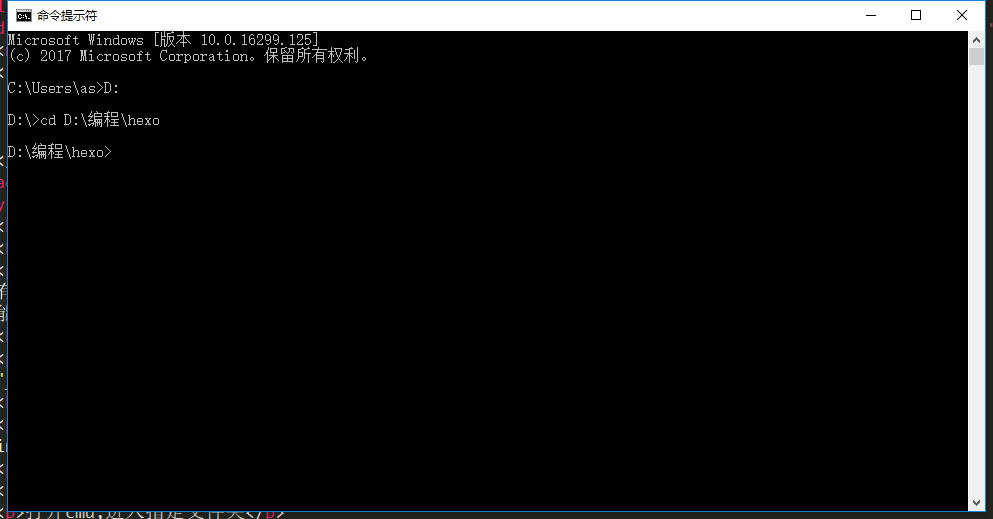 命令提示符
Microsoft Windows [版本 10.0.16299.125]
(c) 2017 Microsoft Corporation。保留所有权利。
C:\Users\as>D:
D:\>cd D:\编程\hexo
D:\编程\hexo>